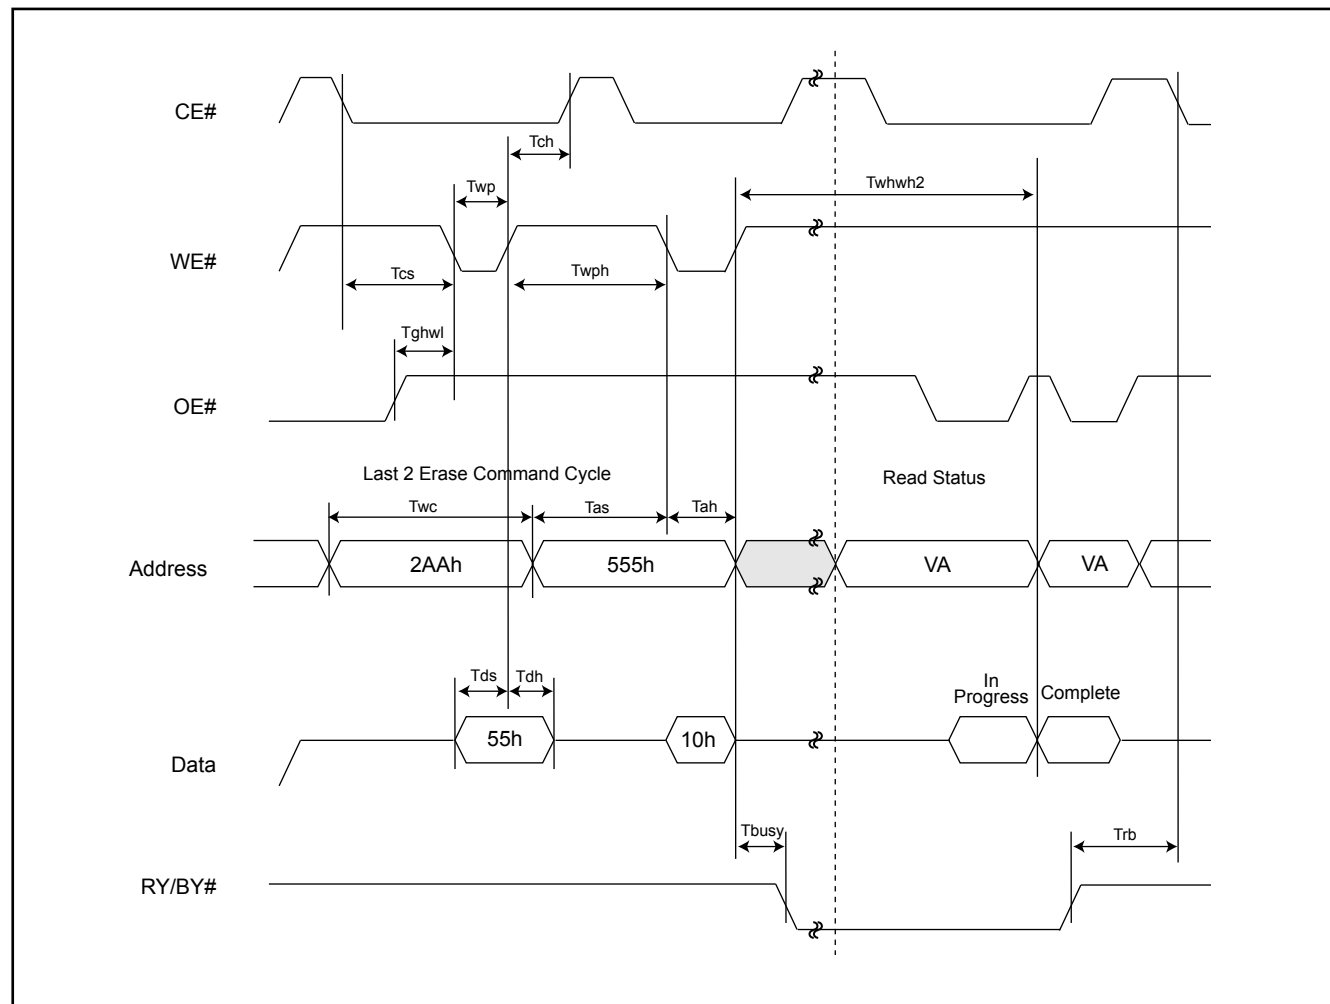 CE#
Tch
Twp
Twhwh2
WE#
Tcs
Twph
Tghwl
OE#
Last 2 Erase Command Cycle
Read Status
Twc
Tas
Tah
Address
2AAh
555h
VA
VA
Tds
Tdh
In
Progress
Complete
55h
10h
Data
Tbusy
Trb
RY/BY#